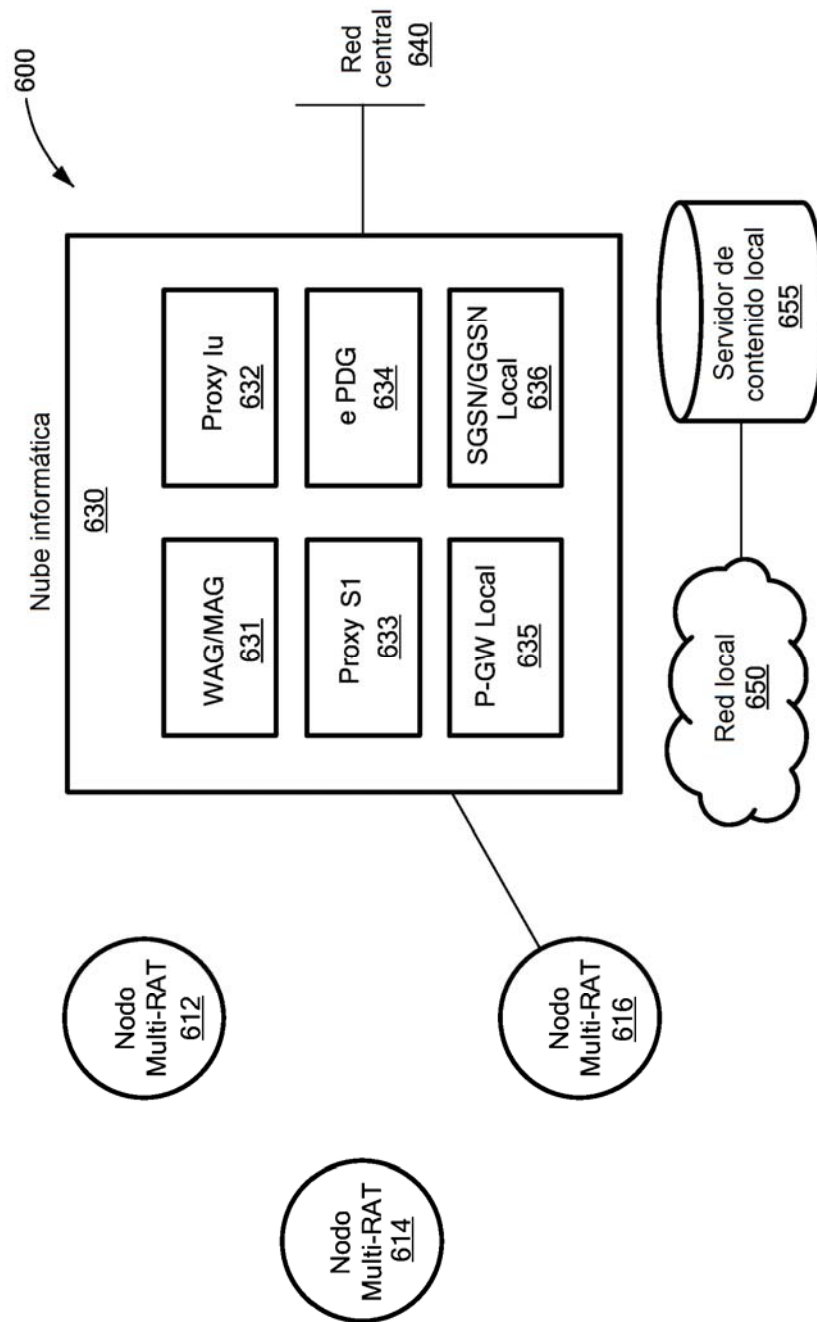 600
Nube informática
630
WAG/MAG
631
Proxy Iu
632
Proxy S1
633
e PDG
634
P-GW Local
635
SGSN/GGSN
Local
636
Red
central
640
Nodo
Multi-RAT
612
Nodo
Multi-RAT
614
Nodo
Multi-RAT
616
Red local
650
Servidor de
contenido local
655